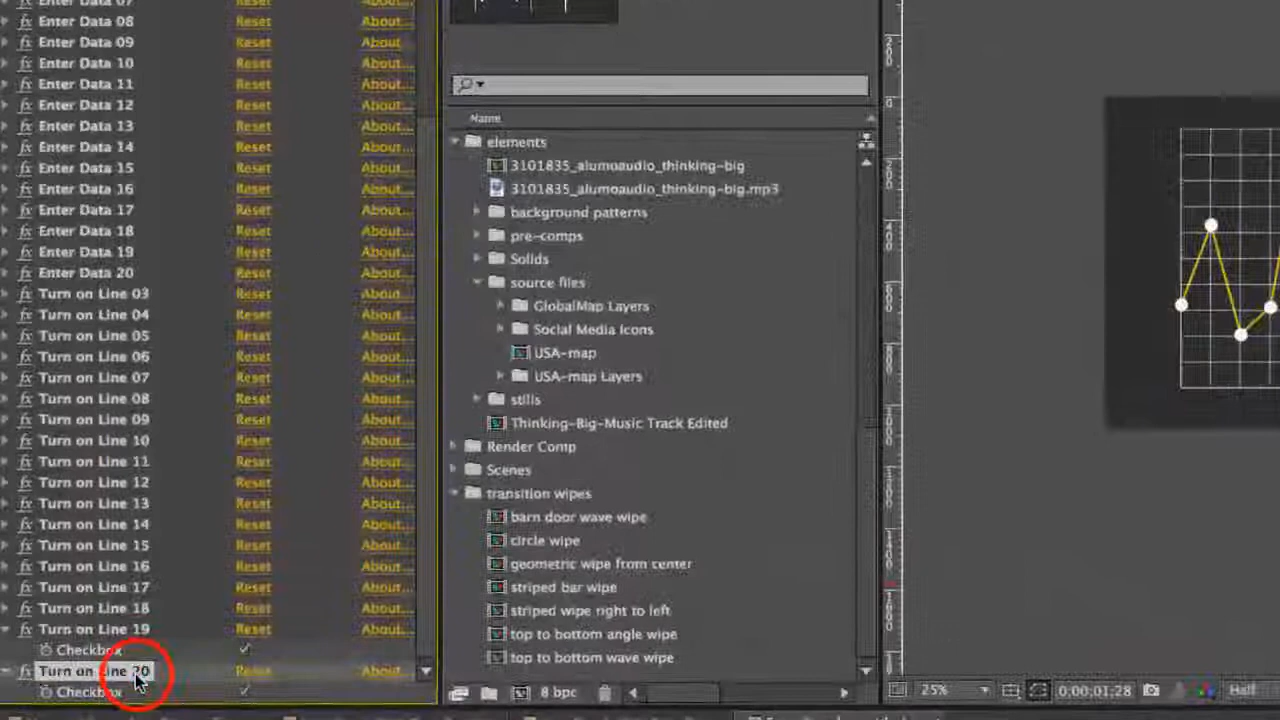 Enter Data 07 Reset About...
Enter Data 08 Reset About...
Enter Data 09 Reset About...
Enter Data 10 Reset About...
Enter Data 11 Reset About...
Enter Data 12 Reset About...
Enter Data 13 Reset About...
Enter Data 14 Reset About...
Enter Data 15 Reset About...
Enter Data 16 Reset About...
Enter Data 17 Reset About...
Enter Data 18 Reset About...
Enter Data 19 Reset About...
Enter Data 20 Reset About...
Turn on Line 03 Reset About...
Turn on Line 04 Reset About...
Turn on Line 05 Reset About...
Turn on Line 06 Reset About...
Turn on Line 07 Reset About...
Turn on Line 08 Reset About...
Turn on Line 09 Reset About...
Turn on Line 10 Reset About...
Turn on Line 11 Reset About...
Turn on Line 12 Reset About...
Turn on Line 13 Reset About...
Turn on Line 14 Reset About...
Turn on Line 15 Reset About...
Turn on Line 16 Reset About...
Turn on Line 17 Reset About...
Turn on Line 18 Reset About...
Turn on Line 19 Reset About...
Checkbox
Turn on Line 20 Reset About...
Checkbox
Name
elements
3101835_alumoaudio_thinking-big
3101835_alumoaudio_thinking-big.mp3
background patterns
pre-comps
Solids
source files
GlobalMap Layers
Social Media Icons
USA-map
USA-map Layers
stills
Thinking-Big-Music Track Edited
Render Comp
Scenes
transition wipes
barn door wave wipe
circle wipe
geometric wipe from center
striped bar wipe
striped wipe right to left
top to bottom angle wipe
top to bottom wave wipe
8 bpc
25% 0:00:01:28 Half